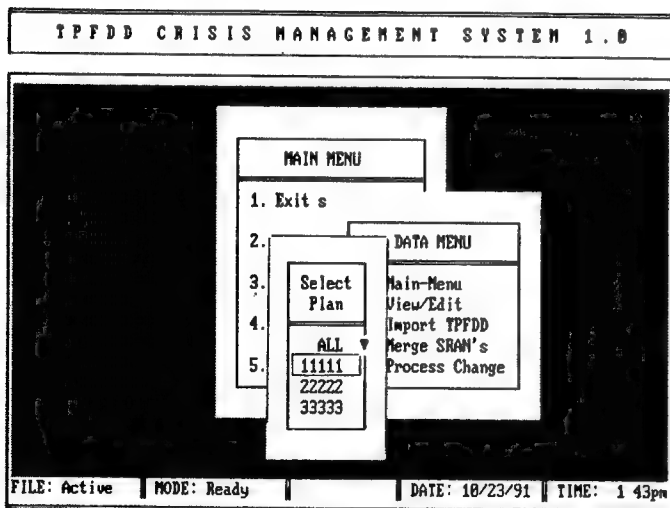 TPFDD CRISIS MANAGEMENT SYSTEM 1.0
MAIN MENU
1. Exit s
2.
3.
4.
5.
DATA MENU
Main-Menu
View/Edit
Import TPFDD
Merge SRAN's
Process Change
Select
Plan
ALL ▼
11111
22222
33333
FILE: Active
MODE: Ready
DATE: 10/23/91
TIME: 1 43pm